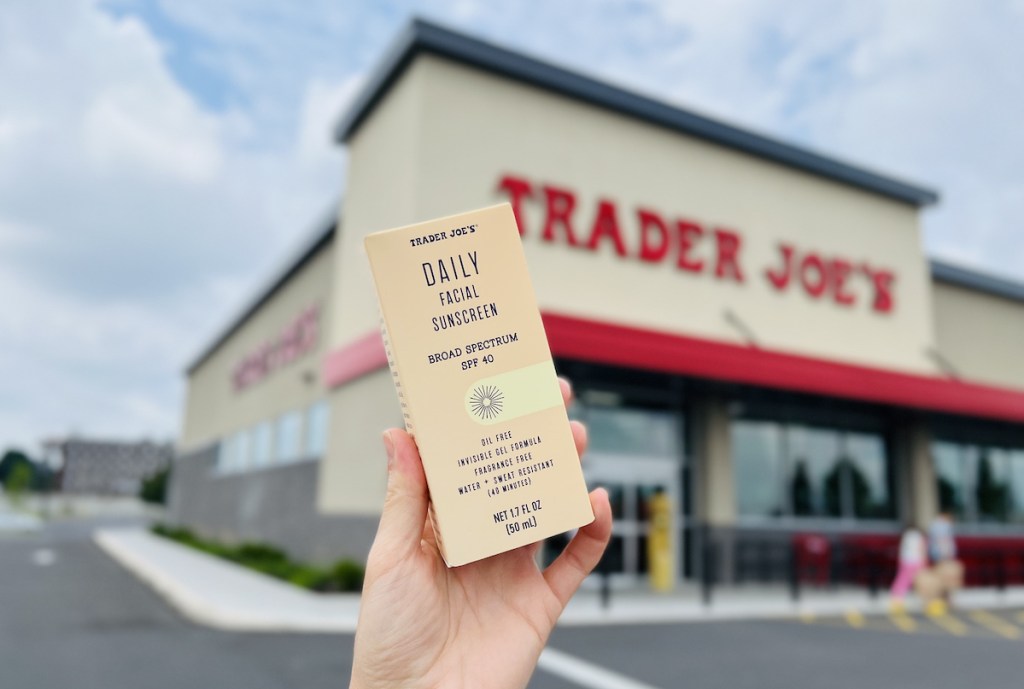 TRADER JOE'S
TRADER JOE'S
DAILY
FACIAL
SUNSCREEN
BROAD SPECTRUM
SPF 40
OIL FREE
INVISIBLE GEL FORMULA
FRAGRANCE FREE
WATER + SWEAT RESISTANT
(40 MINUTES)
NET 1.7 FL OZ
(50 mL)